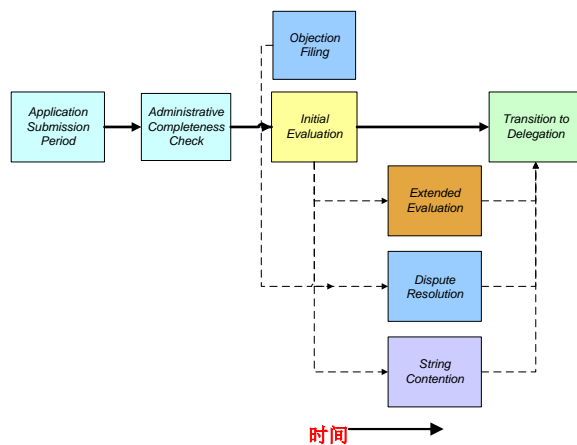 Objection
Filing
Application
Submission
Period
Administrative
Completeness
Check
Initial
Evaluation
Transition to
Delegation
Extended
Evaluation
Dispute
Resolution
String
Contention
时间